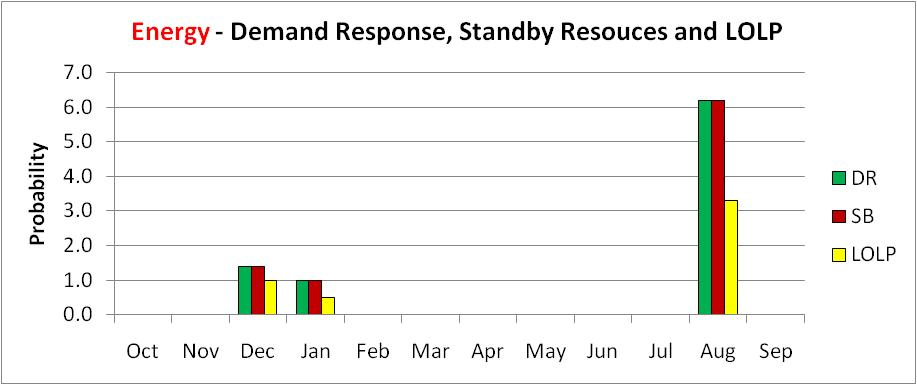 Energy - Demand Response, Standby Resouces and LOLP
7.0
6.0
5.0
4.0
3.0
2.0
1.0
0.0
Probability
Oct Nov Dec Jan Feb Mar Apr May Jun Jul Aug Sep
DR
SB
LOLP